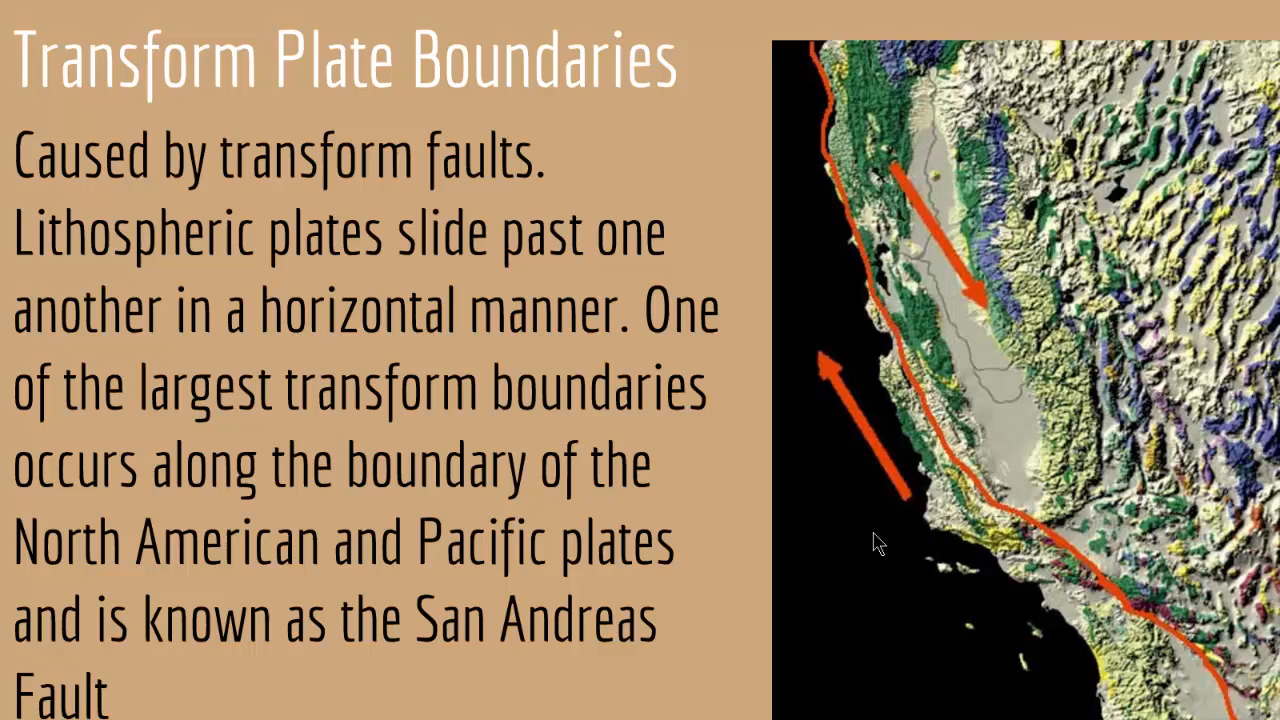 Transform Plate Boundaries
Caused by transform faults.
Lithospheric plates slide past one
another in a horizontal manner. One
of the largest transform boundaries
occurs along the boundary of the
North American and Pacific plates
and is known as the San Andreas
Fault